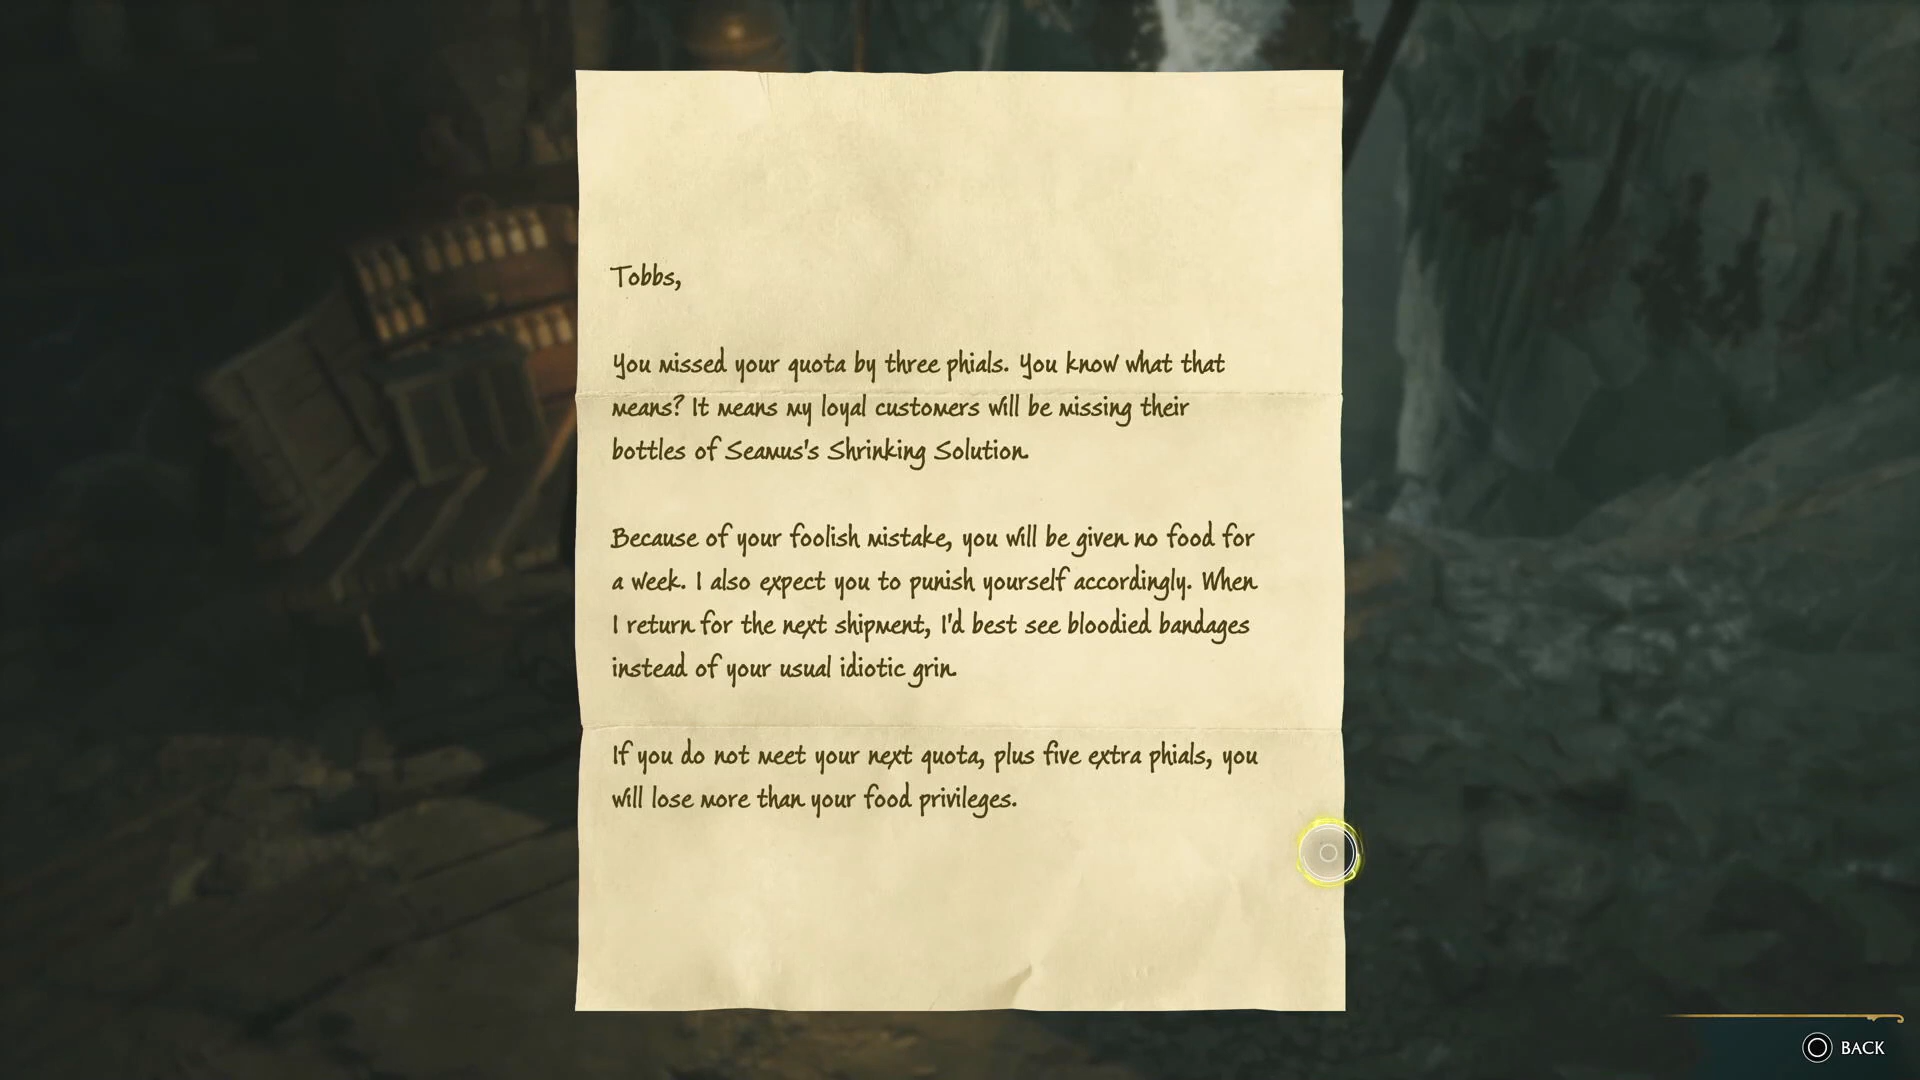 Tobbs,
You missed your quota by three phials. You know what that
means? It means my loyal customers will be missing their
bottles of Seamus's Shrinking Solution.
Because of your foolish mistake, you will be given no food for
a week. I also expect you to punish yourself accordingly. When
I return for the next shipment, I'd best see bloodied bandages
instead of your usual idiotic grin.
If you do not meet your next quota, plus five extra phials, you
will lose more than your food privileges.
BACK